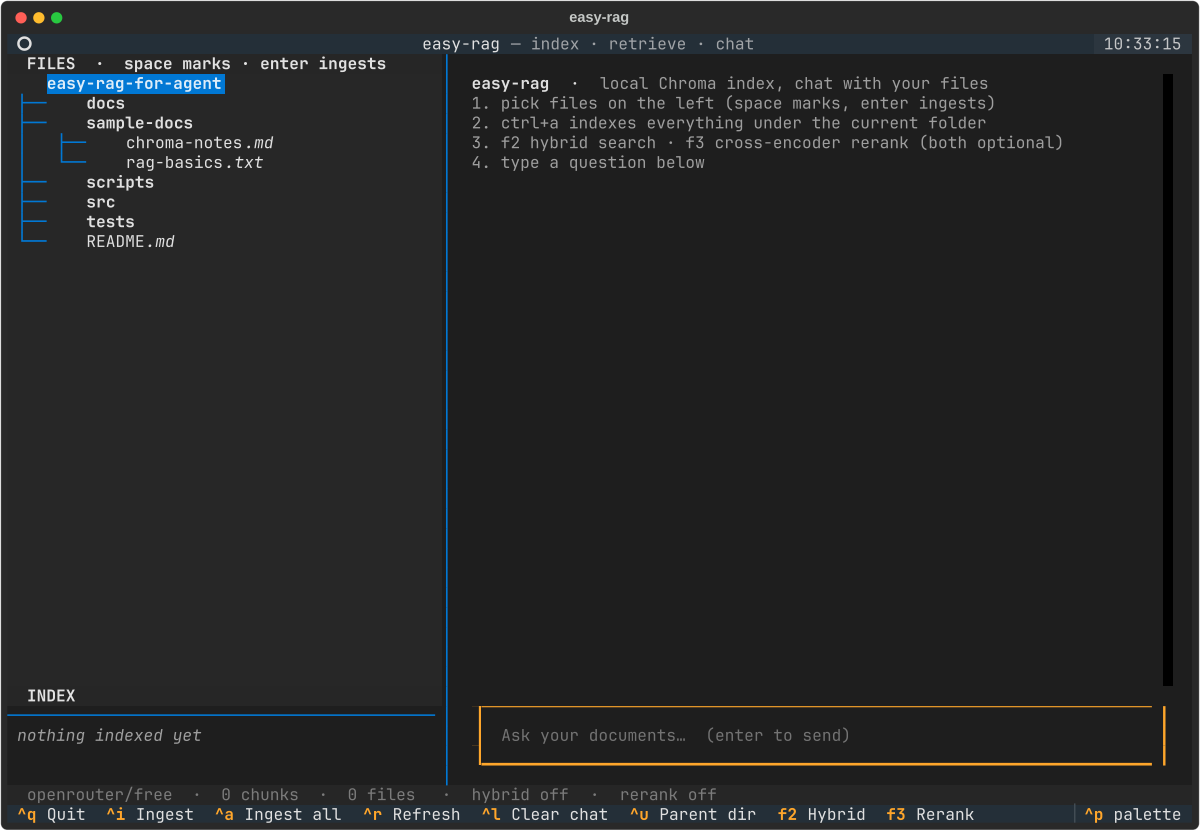 easy-rag
easy-rag — index · retrieve · chat 10:33:15
FILES · space marks · enter ingests
easy-rag-for-agent
docs
sample-docs
chroma-notes.md
rag-basics.txt
scripts
src
tests
README.md
INDEX
nothing indexed yet
easy-rag · local Chroma index, chat with your files
1. pick files on the left (space marks, enter ingests)
2. ctrl+a indexes everything under the current folder
3. f2 hybrid search · f3 cross-encoder rerank (both optional)
4. type a question below
Ask your documents… (enter to send)
openrouter/free · 0 chunks · 0 files · hybrid off · rerank off
^q Quit ^i Ingest ^a Ingest all ^r Refresh ^l Clear chat ^u Parent dir f2 Hybrid f3 Rerank ^p palette